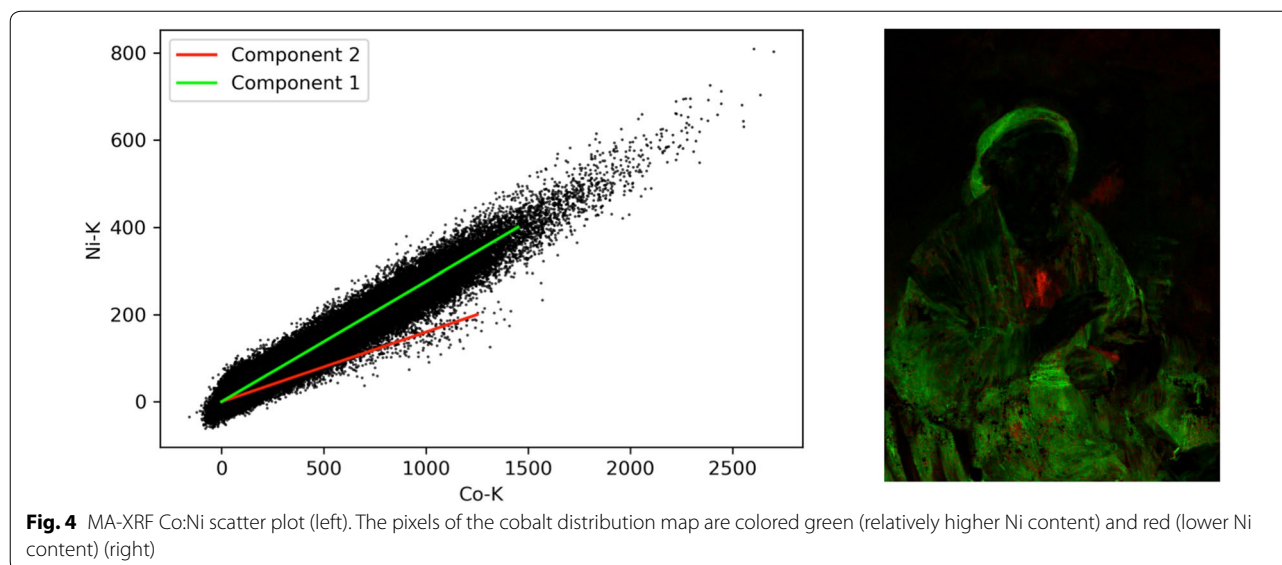 800
600
400
200
0
Ni-K
Component 2
Component 1
0 500 1000 1500 2000 2500
Co-K
Fig. 4 MA-XRF Co:Ni scatter plot (left). The pixels of the cobalt distribution map are colored green (relatively higher Ni content) and red (lower Ni
content) (right)